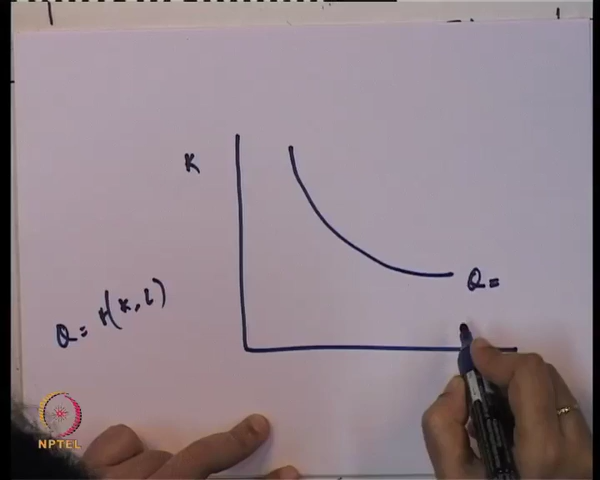 K
Q =
Q = f(K, L)
NPTEL